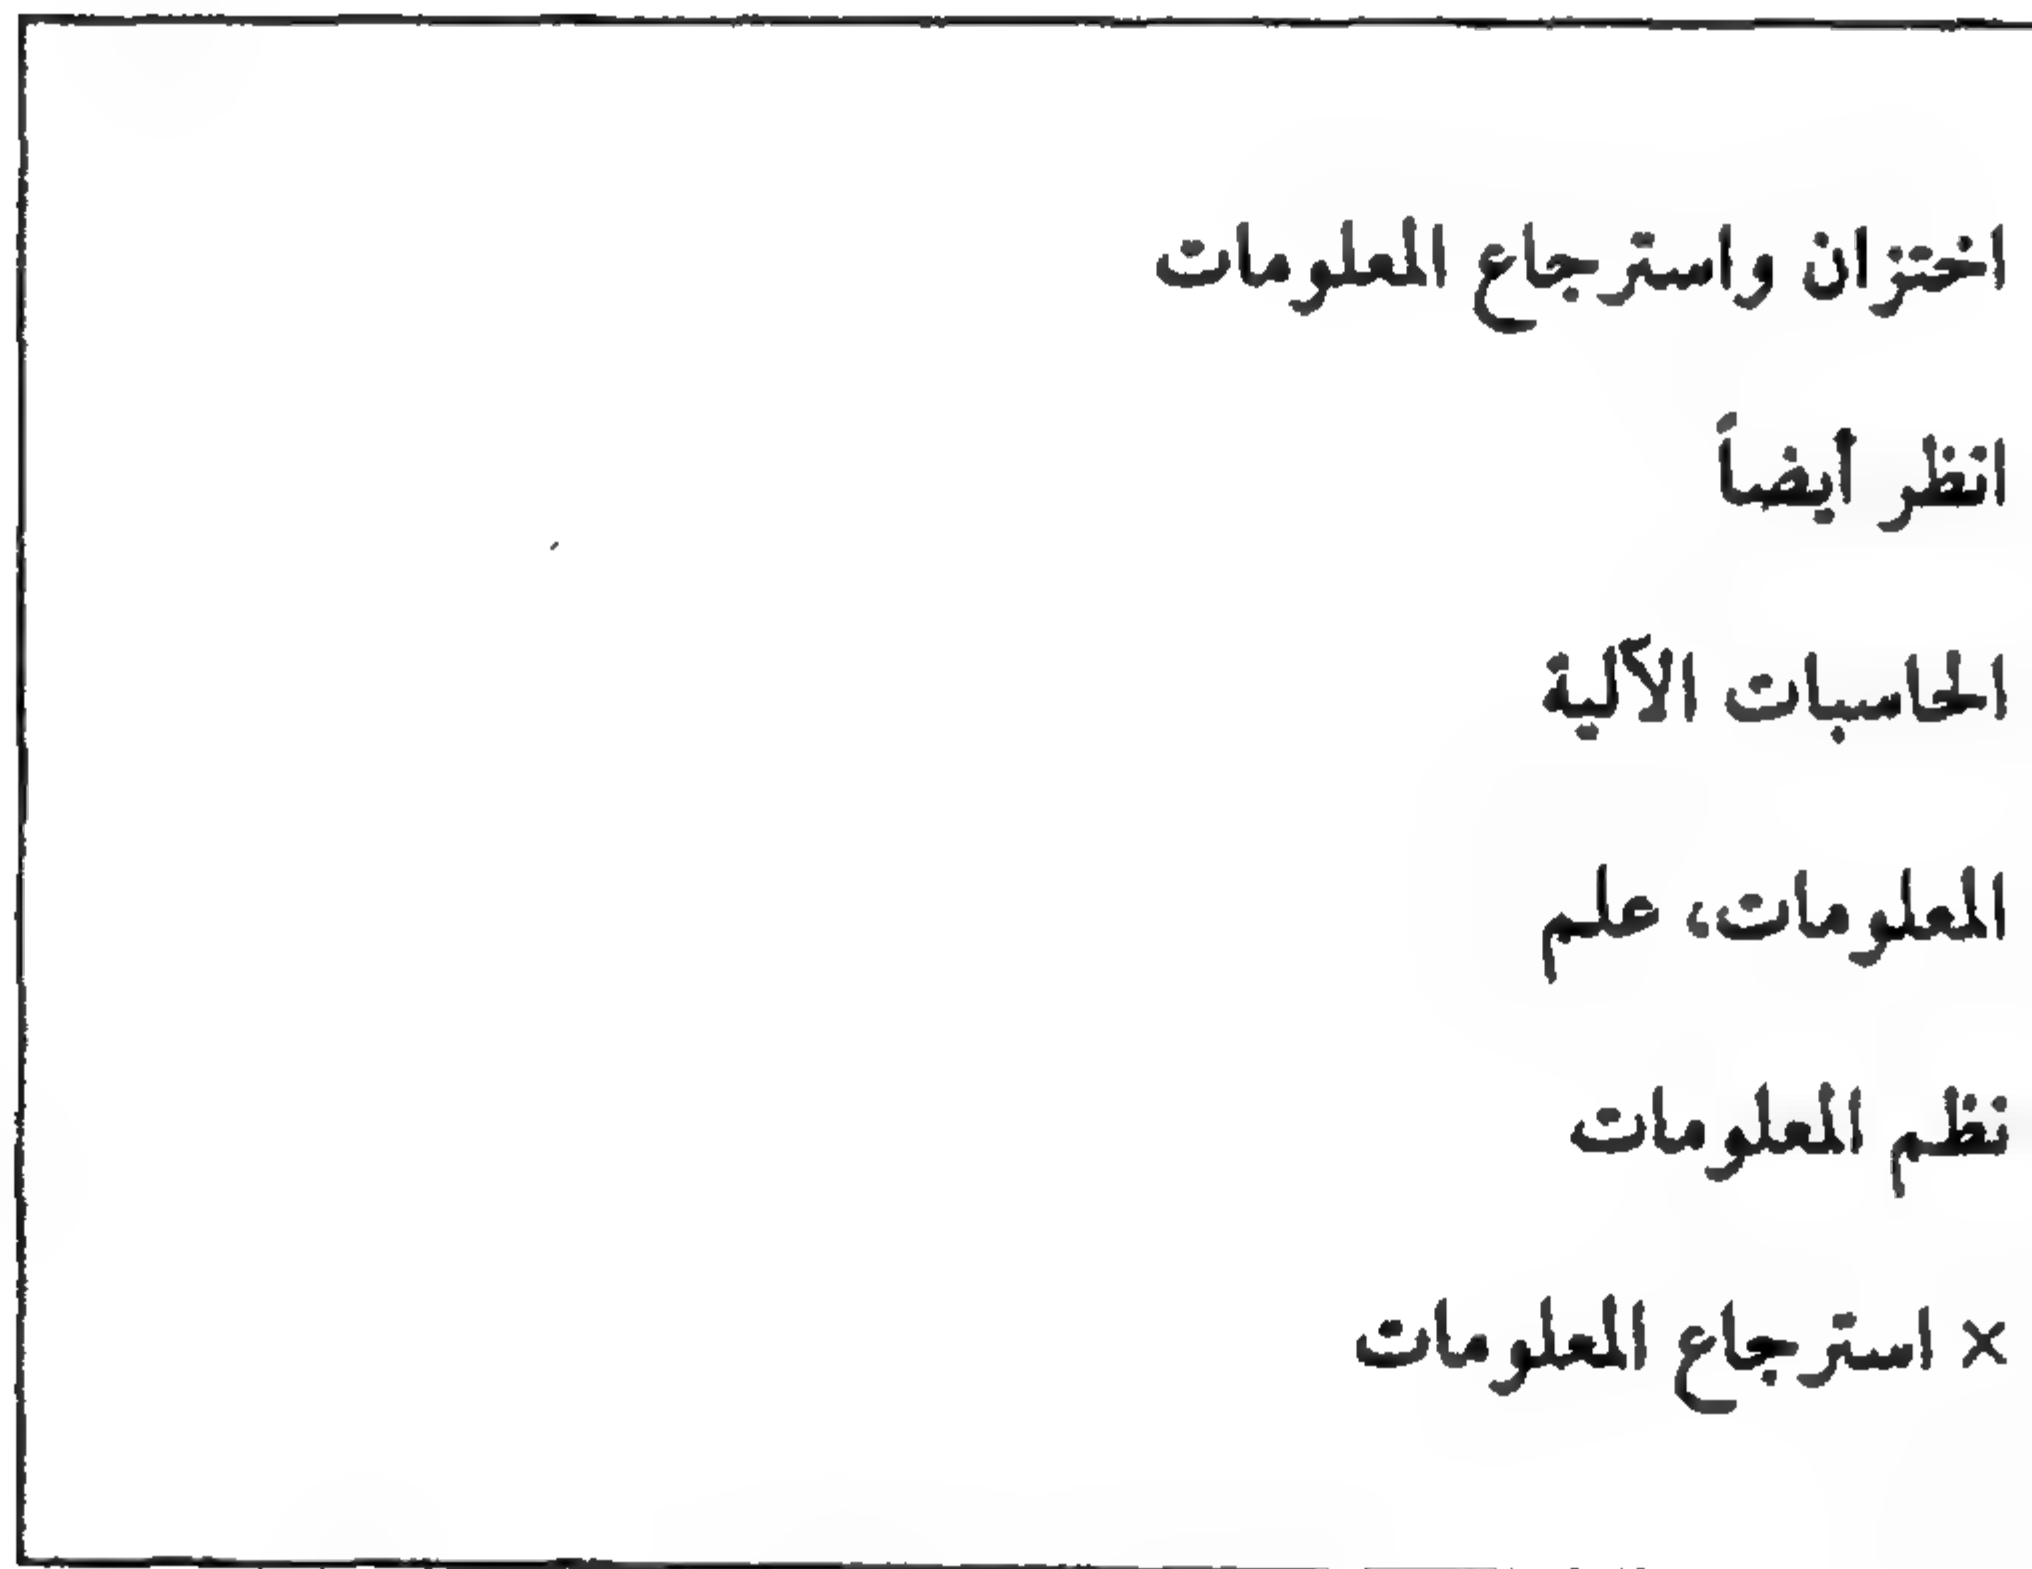 اختزان واسترجاع المعلومات
انظر أيضاً
الحاسبات الآلية
المعلومات، علم
نظم المعلومات
× استرجاع المعلومات